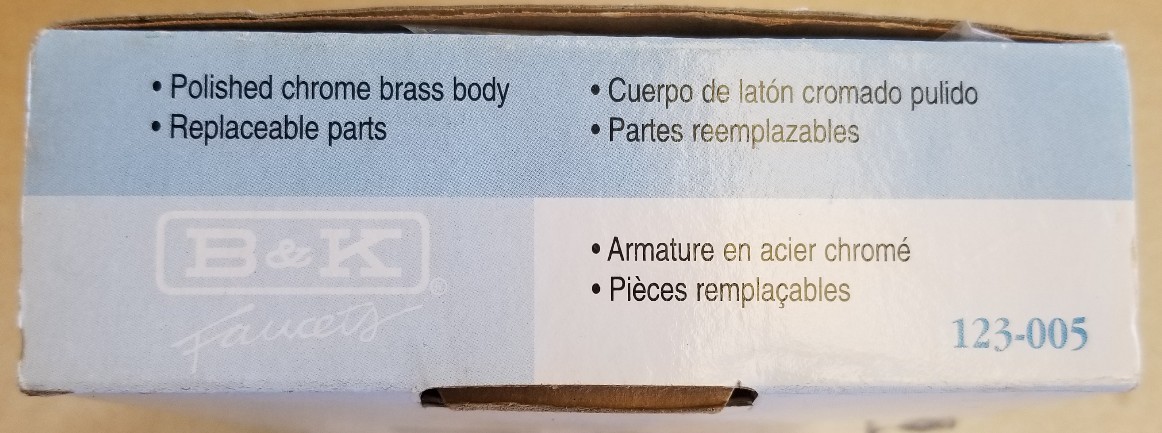 • Polished chrome brass body
• Replaceable parts
• Cuerpo de latón cromado pulido
• Partes reemplazables
B&K®
Faucets
• Armature en acier chromé
• Pièces remplaçables
123-005